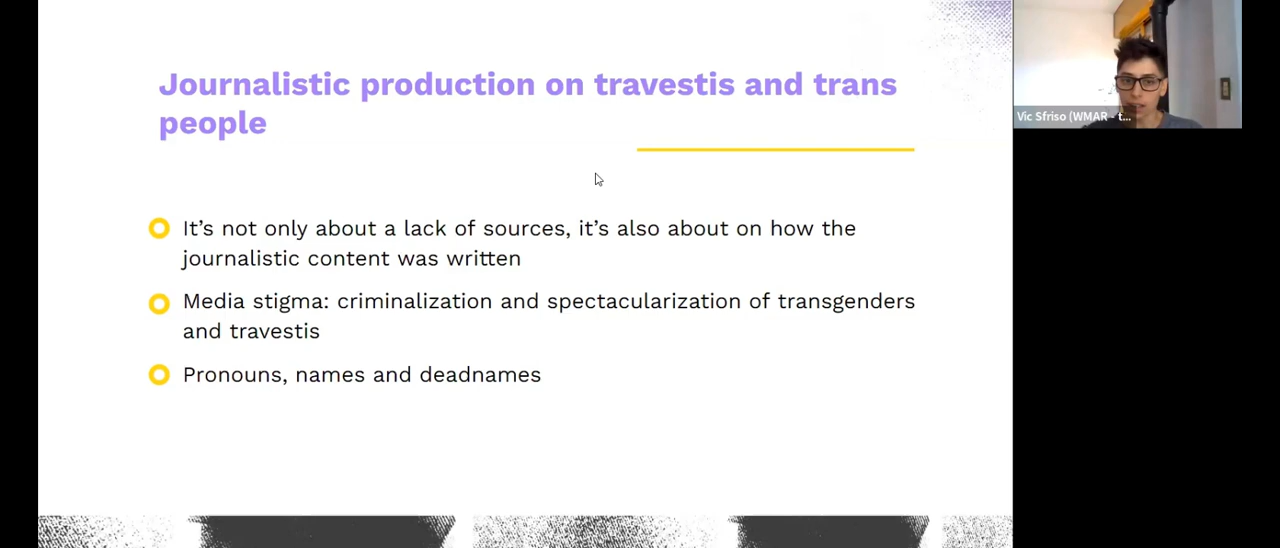 Journalistic production on travestis and trans
people
It's not only about a lack of sources, it's also about on how the
journalistic content was written
Media stigma: criminalization and spectacularization of transgenders
and travestis
Pronouns, names and deadnames
Vic Sfriso (WMAR - t...